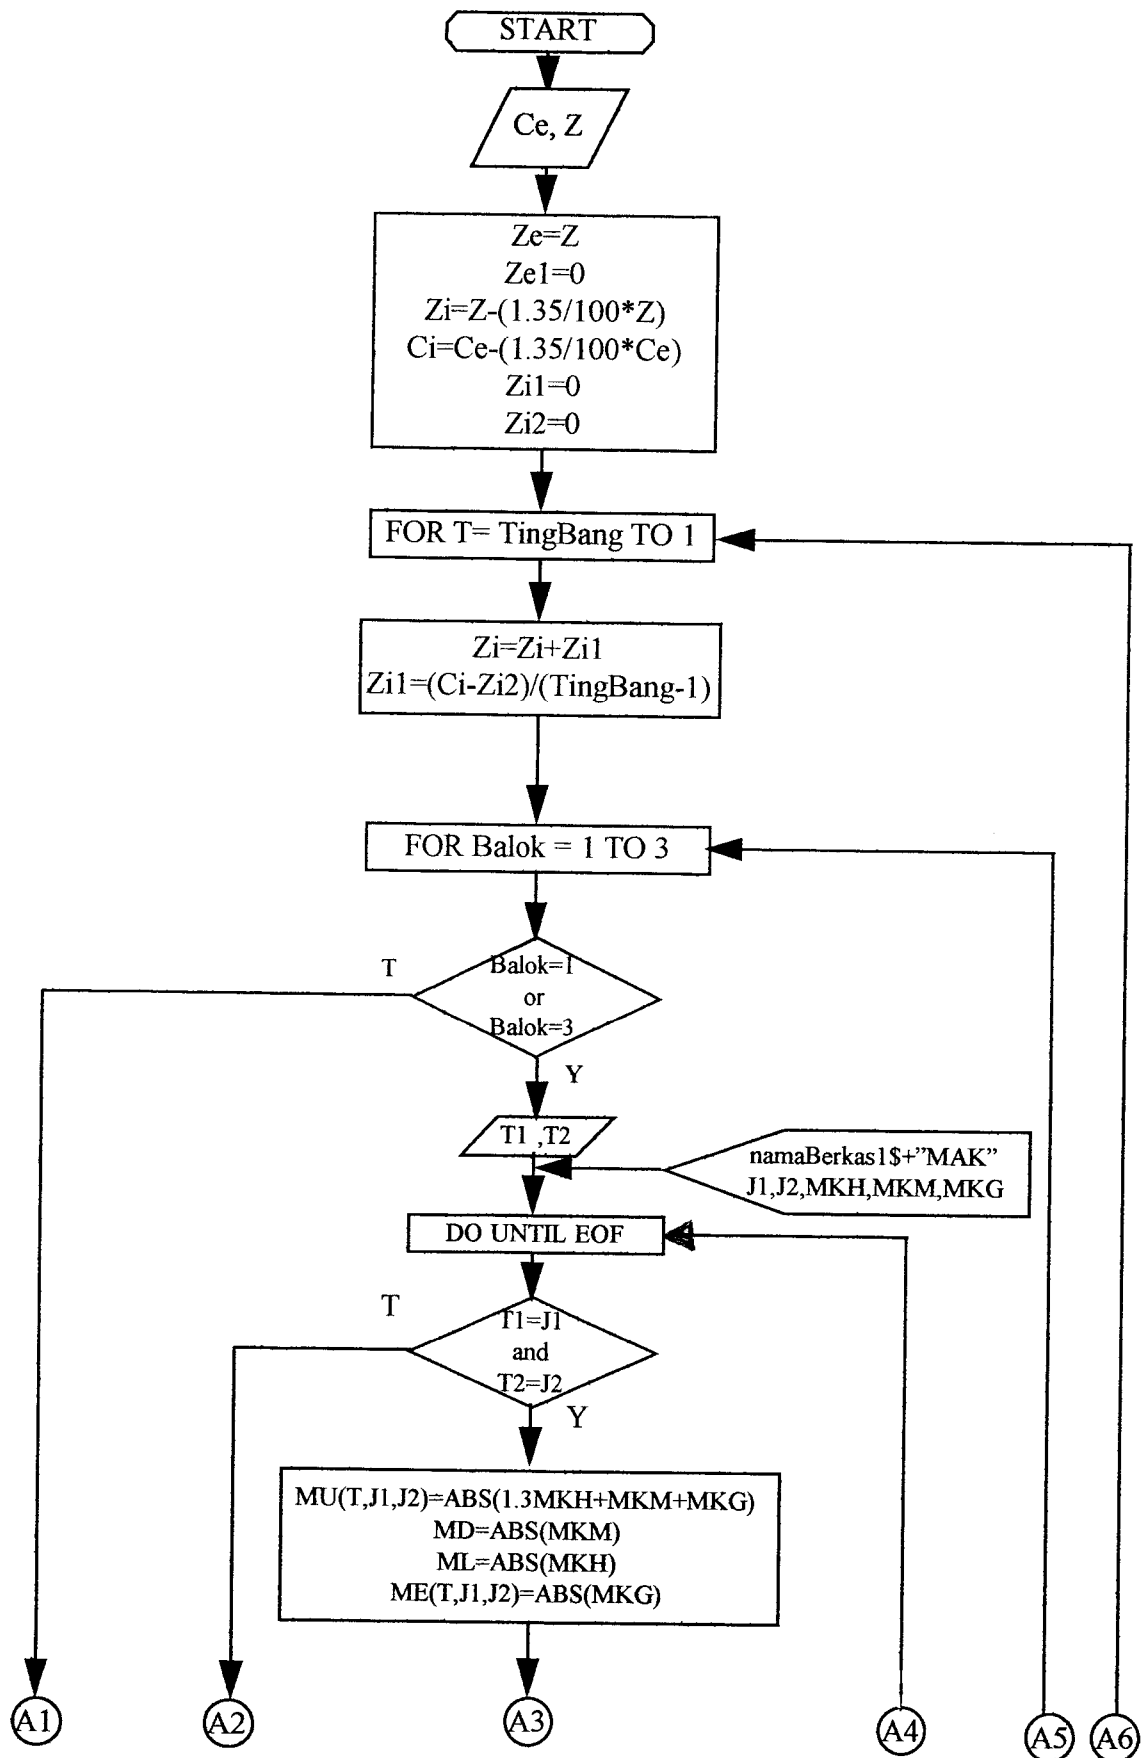 START
Ce, Z
Ze=Z
Ze1=0
Zi=Z-(1.35/100*Z)
Ci=Ce-(1.35/100*Ce)
Zi1=0
Zi2=0
FOR T= TingBang TO 1
Zi=Zi+Zi1
Zi1=(Ci-Zi2)/(TingBang-1)
FOR Balok = 1 TO 3
T
Balok=1
or
Balok=3
Y
T1 ,T2
namaBerkas1$+”MAK”
J1,J2,MKH,MKM,MKG
DO UNTIL EOF
T
T1=J1
and
T2=J2
Y
MU(T,J1,J2)=ABS(1.3MKH+MKM+MKG)
MD=ABS(MKM)
ML=ABS(MKH)
ME(T,J1,J2)=ABS(MKG)
A1
A2
A3
A4
A5
A6